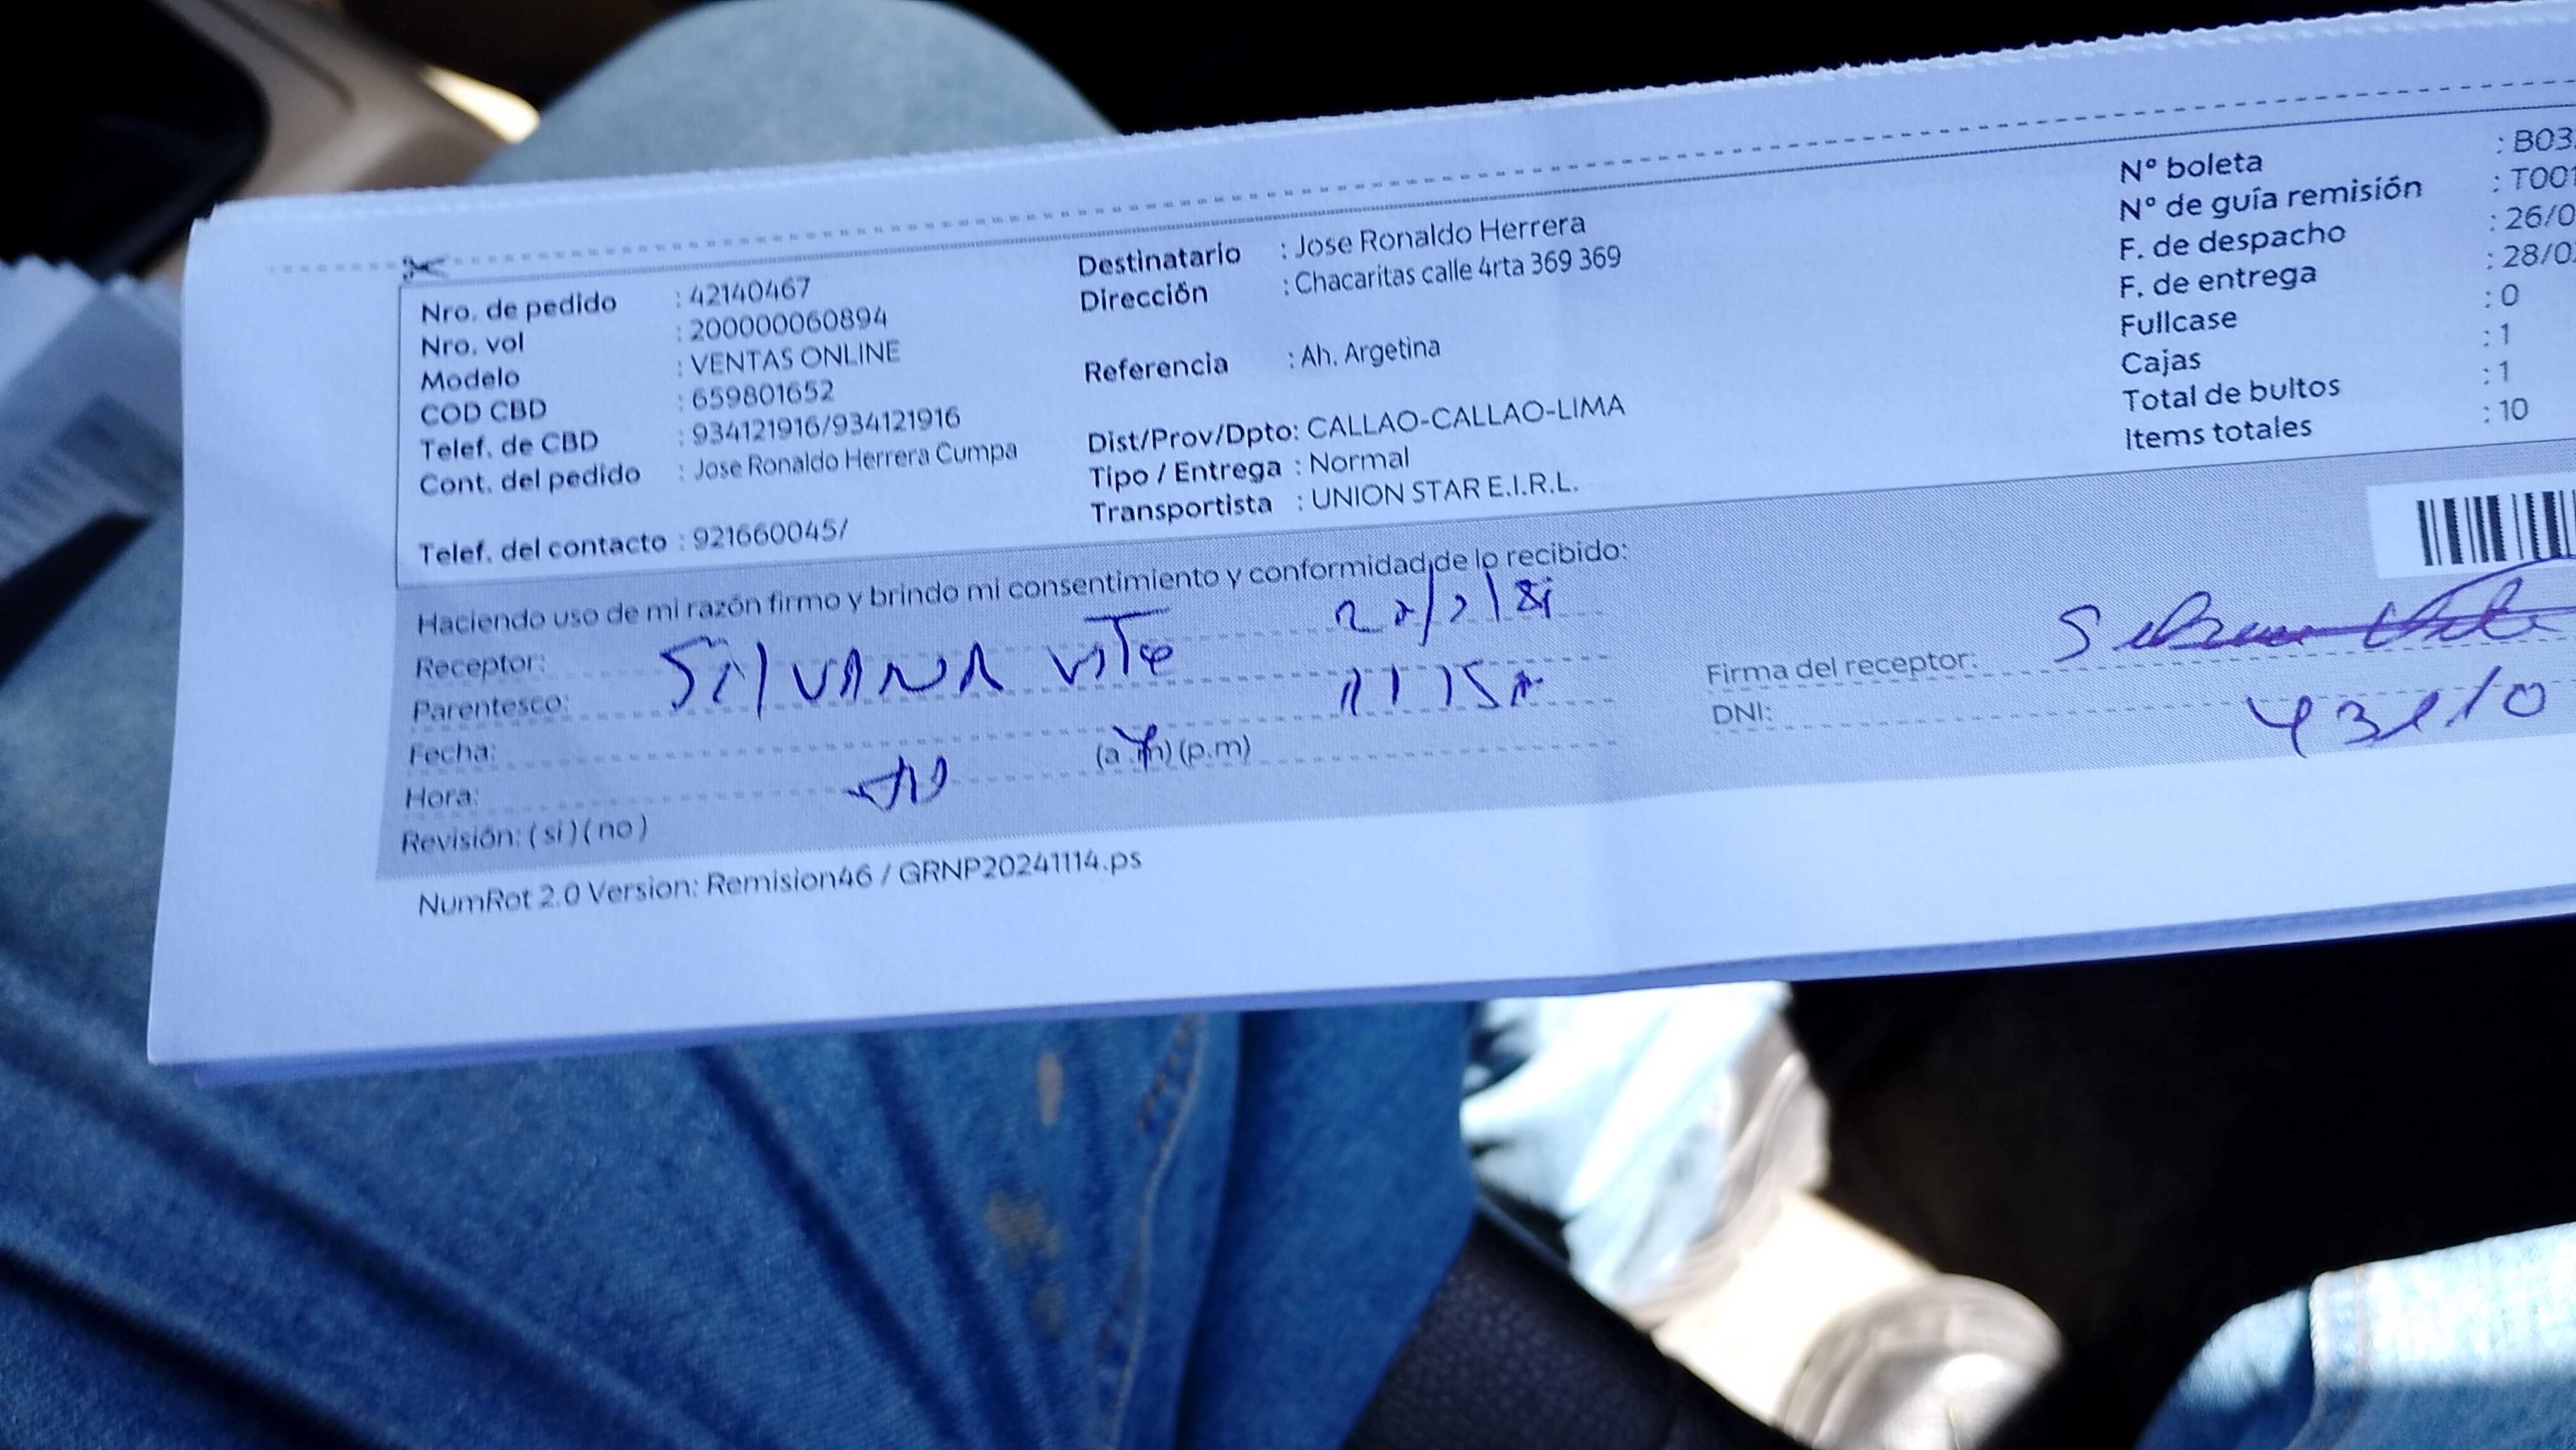 Nro. de pedido : 42140467
Nro. vol : 200000060894
Modelo : VENTAS ONLINE
COD CBD : 659801652
Telef. de CBD : 934121916/934121916
Cont. del pedido : Jose Ronaldo Herrera Cumpa
Telef. del contacto : 921660045/
Destinatario : Jose Ronaldo Herrera
Dirección : Chacaritas calle 4rta 369 369
Referencia : Ah. Argetina
Dist/Prov/Dpto: CALLAO-CALLAO-LIMA
Tipo / Entrega : Normal
Transportista : UNION STAR E.I.R.L.
Nº boleta : B03
Nº de guía remisión : T001
F. de despacho : 26/0
F. de entrega : 28/0
Fullcase : 0
Cajas : 1
Total de bultos : 1
Items totales : 10
Haciendo uso de mi razón firmo y brindo mi consentimiento y conformidad de lo recibido:
Receptor: SILVANA VITE
Parentesco:
Fecha:
Hora: (a.m) (p.m)
Revisión: ( si ) ( no )
Firma del receptor:
DNI:
NumRot 2.0 Version: Remision46 / GRNP20241114.ps